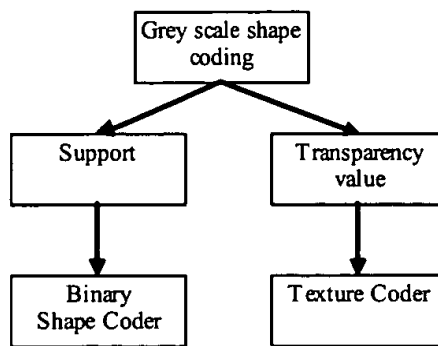 Grey scale shape
coding
Support
Transparency
value
Binary
Shape Coder
Texture Coder